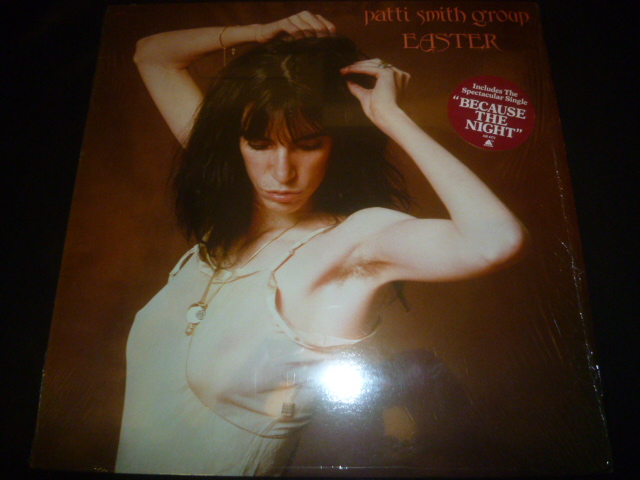 patti smith group
EASTER
Includes The
Spectacular Single
"BECAUSE
THE
NIGHT"